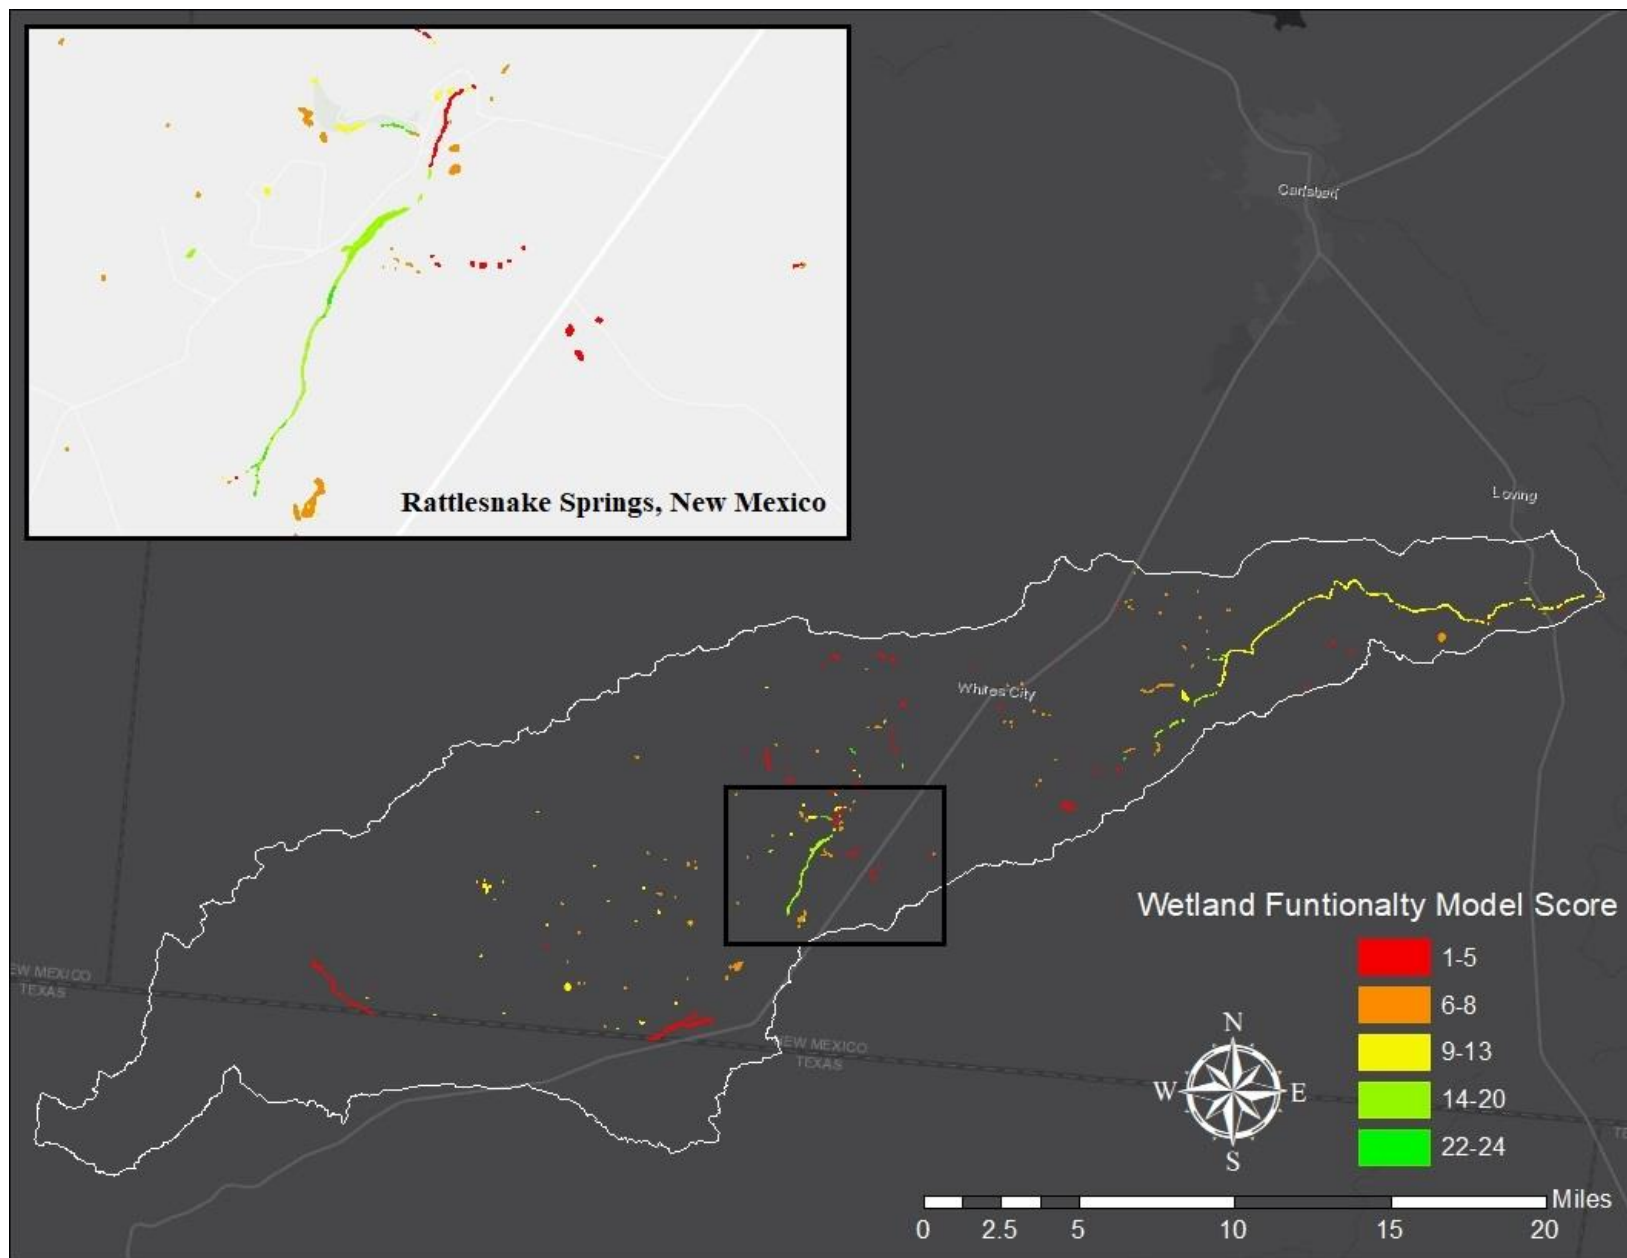 Rattlesnake Springs, New Mexico
Carlsbad
Loving
Whites City
EW MEXICO
TEXAS
NEW MEXICO
TEXAS
Wetland Funtionalty Model Score
1-5
6-8
9-13
14-20
22-24
N
W
E
S
Miles
0
2.5
5
10
15
20